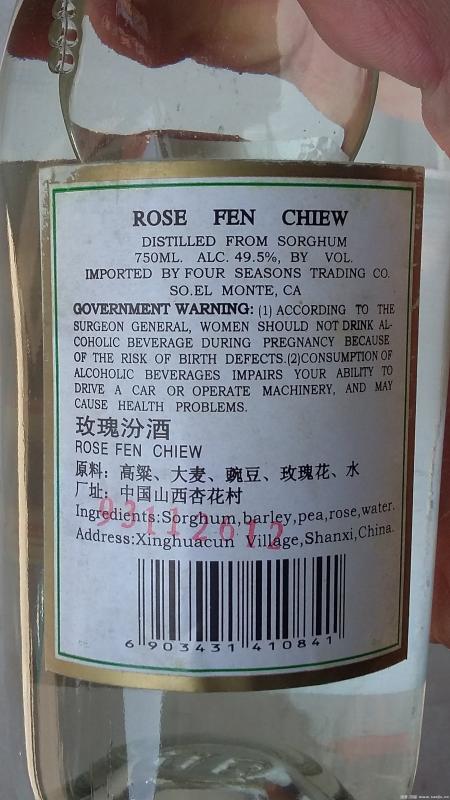 ROSE FEN CHIEW
DISTILLED FROM SORGHUM
750ML. ALC. 49.5%, BY VOL.
IMPORTED BY FOUR SEASONS TRADING CO.
SO.EL MONTE, CA
GOVERNMENT WARNING: (1) ACCORDING TO THE
SURGEON GENERAL, WOMEN SHOULD NOT DRINK AL-
COHOLIC BEVERAGE DURING PREGNANCY BECAUSE
OF THE RISK OF BIRTH DEFECTS.(2)CONSUMPTION OF
ALCOHOLIC BEVERAGES IMPAIRS YOUR ABILITY TO
DRIVE A CAR OR OPERATE MACHINERY, AND MAY
CAUSE HEALTH PROBLEMS.
玫瑰汾酒
ROSE FEN CHIEW
原料：高粱、大麦、豌豆、玫瑰花、水
厂址：中国山西杏花村
Ingredients:Sorghum,barley,pea,rose,water.
93112612
Address:Xinghuacun Village,Shanxi,China.
6 903431 410841